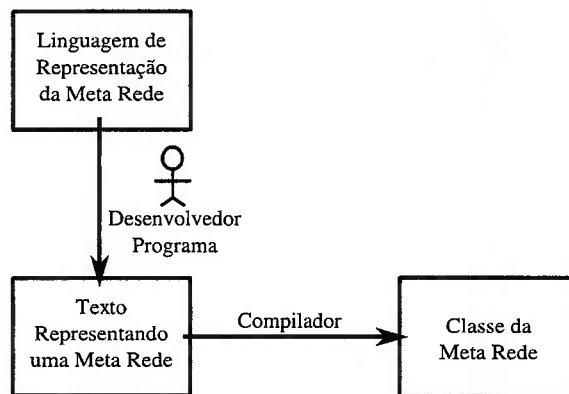 Linguagem de
Representação
da Meta Rede
Desenvolvedor
Programa
Texto
Representando
uma Meta Rede
Compilador
Classe da
Meta Rede